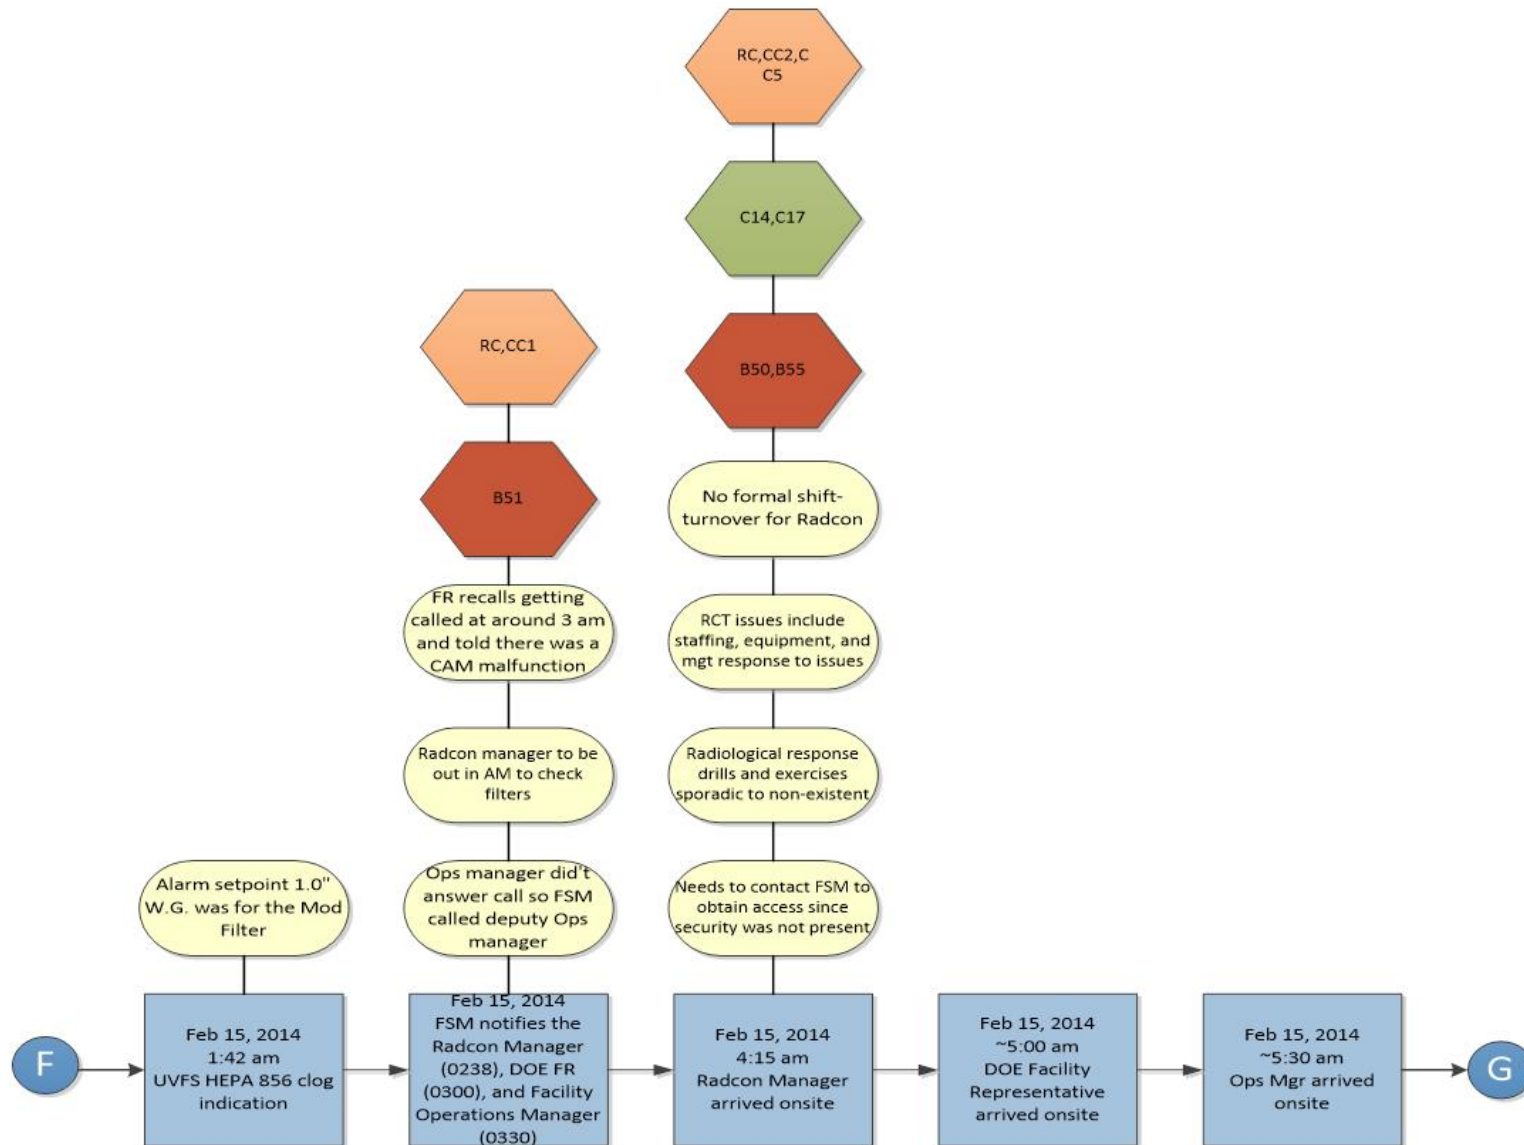 RC,CC2,C
C5
C14,C17
RC,CC1
B50,B55
B51
No formal shift-
turnover for Radcon
FR recalls getting
called at around 3 am
and told there was a
CAM malfunction
RCT issues include
staffing, equipment, and
mgt response to issues
Radcon manager to be
out in AM to check
filters
Radiological response
drills and exercises
sporadic to non-existent
Alarm setpoint 1.0"
W.G. was for the Mod
Filter
Ops manager did't
answer call so FSM
called deputy Ops
manager
Needs to contact FSM to
obtain access since
security was not present
F
Feb 15, 2014
1:42 am
UVFS HEPA 856 clog
indication
Feb 15, 2014
FSM notifies the
Radcon Manager
(0238), DOE FR
(0300), and Facility
Operations Manager
(0330)
Feb 15, 2014
4:15 am
Radcon Manager
arrived onsite
Feb 15, 2014
~5:00 am
DOE Facility
Representative
arrived onsite
Feb 15, 2014
~5:30 am
Ops Mgr arrived
onsite
G